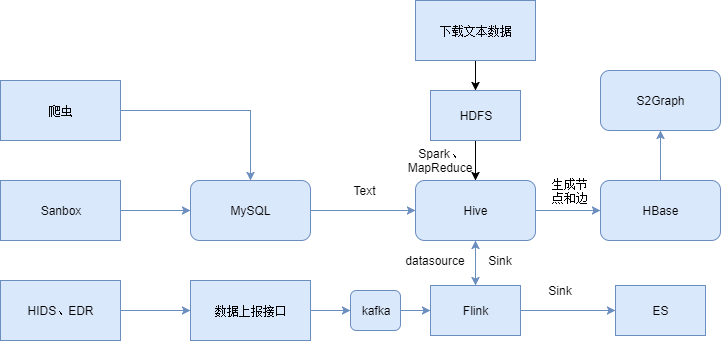 下载文本数据
爬虫
HDFS
S2Graph
Spark、
MapReduce
Sanbox
MySQL
Text
Hive
生成节
点和边
HBase
datasource
Sink
HIDS、EDR
数据上报接口
kafka
Flink
Sink
ES